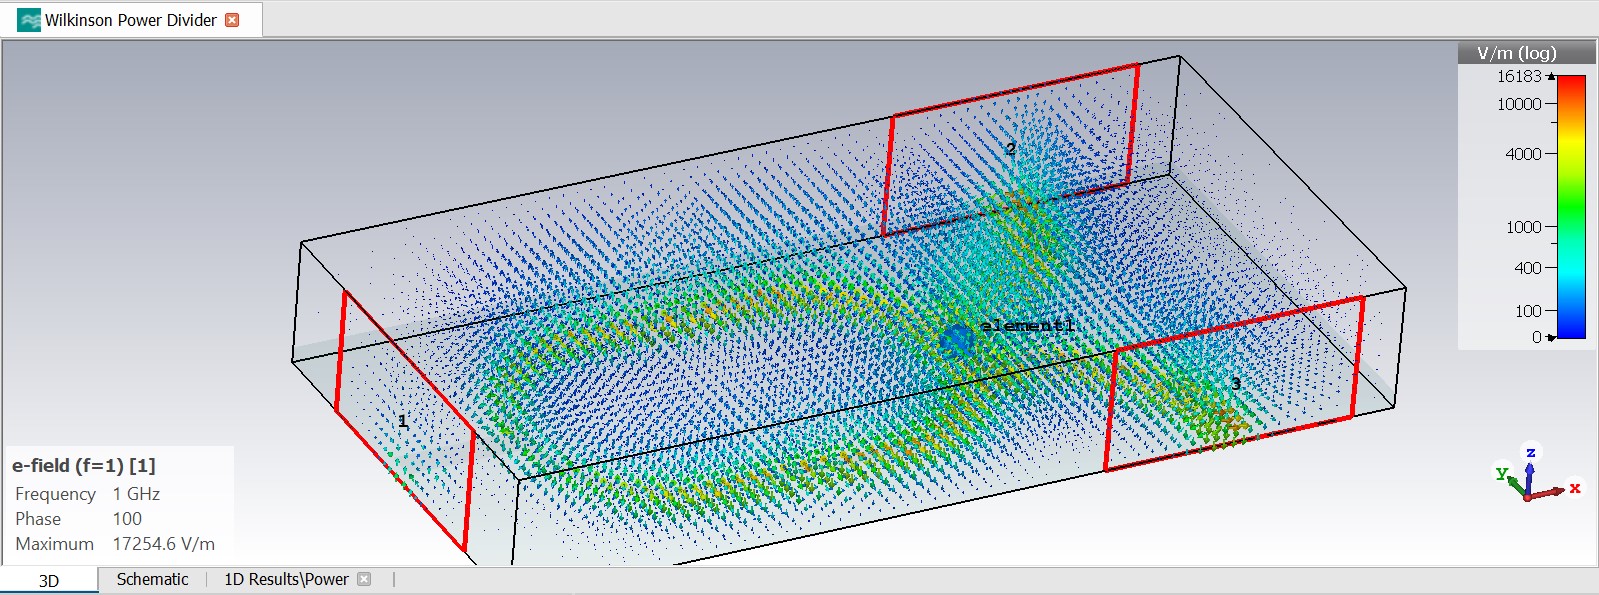 Wilkinson Power Divider
V/m (log)
16183
10000
4000
1000
400
100
0
2
element1
3
1
e-field (f=1) [1]
Frequency 1 GHz
Phase 100
Maximum 17254.6 V/m
z
y
x
3D Schematic 1D Results\Power